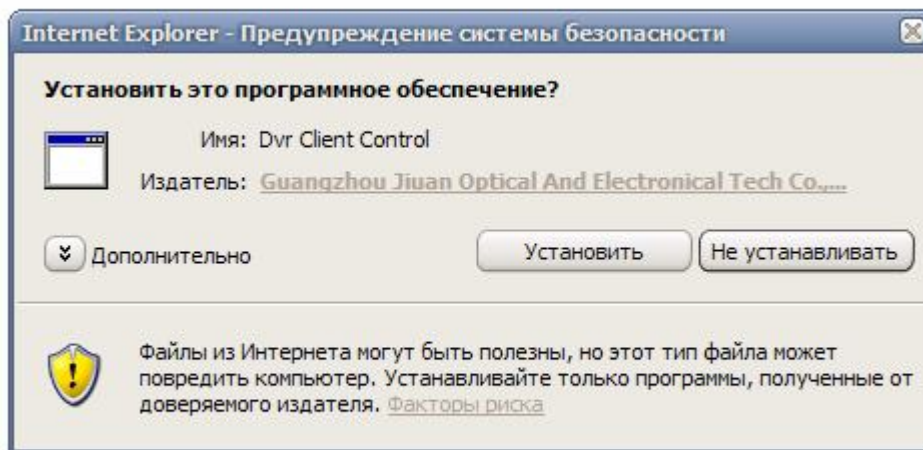 Internet Explorer - Предупреждение системы безопасности
Установить это программное обеспечение?
Имя: Dvr Client Control
Издатель: Guangzhou Jiuan Optical And Electronical Tech Co.,...
Дополнительно
Установить
Не устанавливать
Файлы из Интернета могут быть полезны, но этот тип файла может
повредить компьютер. Устанавливайте только программы, полученные от
доверяемого издателя. Факторы риска